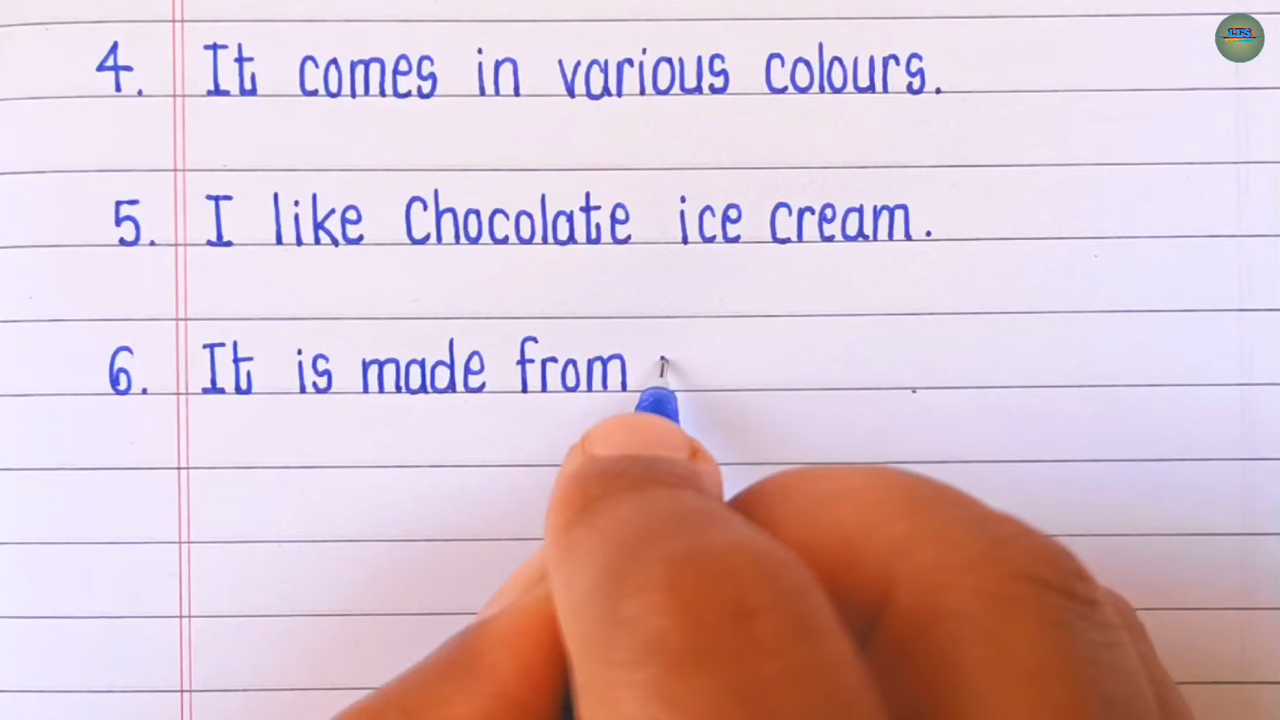 4. It comes in various colours.
5. I like Chocolate ice cream.
6. It is made from